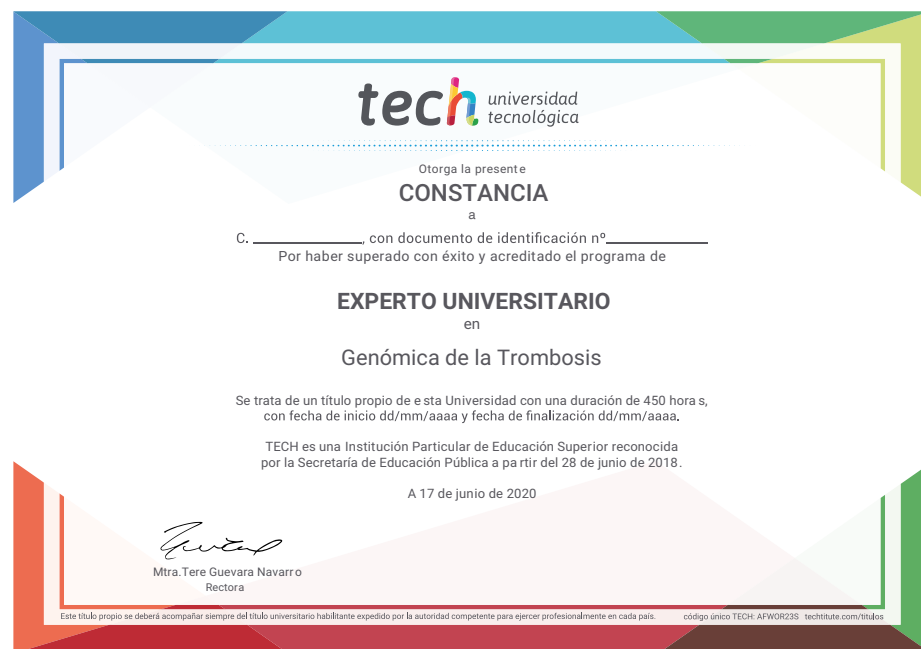 tech universidad
tecnológica
Otorga la presente
CONSTANCIA
a
C. ____________, con documento de identificación nº____________
Por haber superado con éxito y acreditado el programa de
EXPERTO UNIVERSITARIO
en
Genómica de la Trombosis
Se trata de un título propio de esta Universidad con una duración de 450 horas,
con fecha de inicio dd/mm/aaaa y fecha de finalización dd/mm/aaaa.
TECH es una Institución Particular de Educación Superior reconocida
por la Secretaría de Educación Pública a partir del 28 de junio de 2018.
A 17 de junio de 2020
Mtra.Tere Guevara Navarro
Rectora
Este título propio se deberá acompañar siempre del título universitario habilitante expedido por la autoridad competente para ejercer profesionalmente en cada país. código único TECH: AFWOR23S techtitute.com/titulos